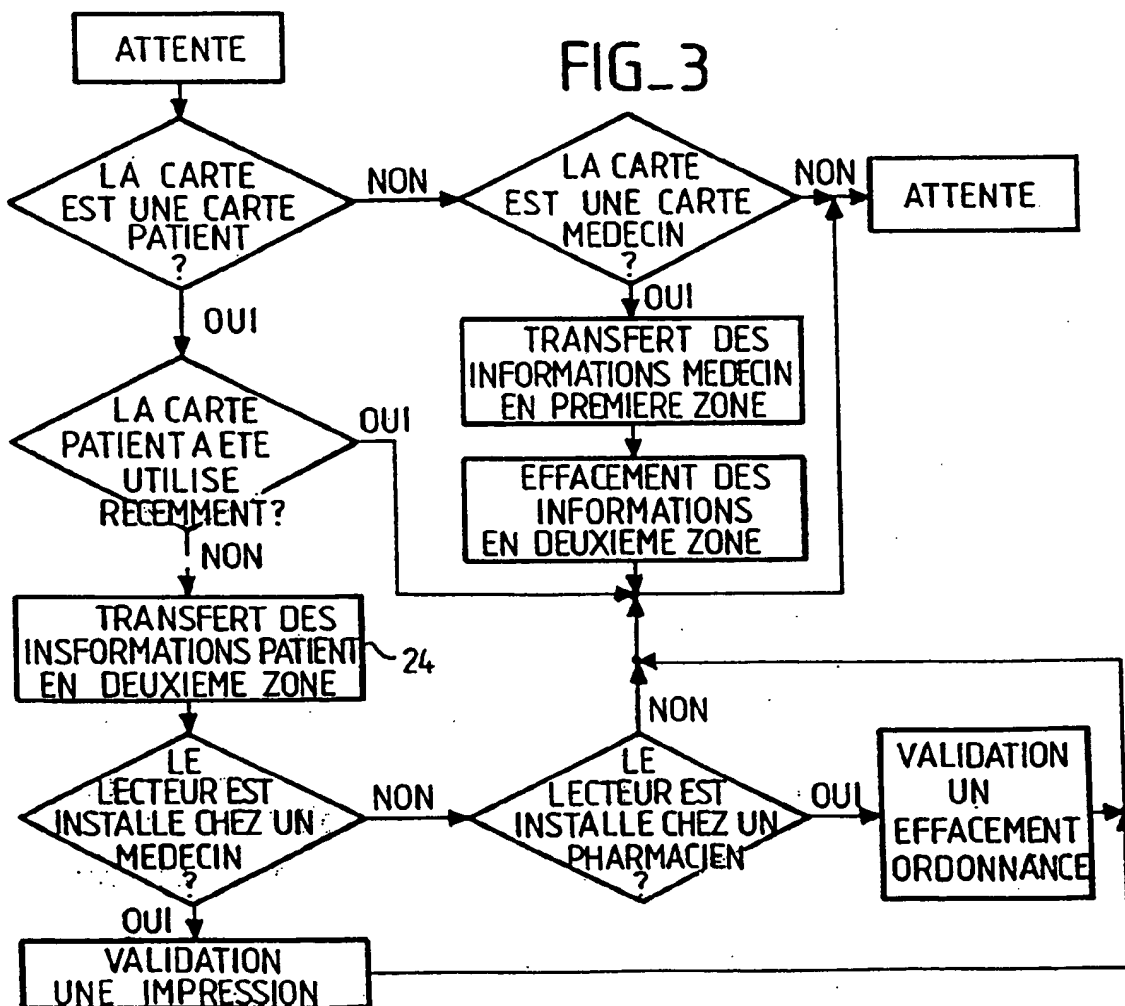 ATTENTE
FIG_3
LA CARTE
EST UNE CARTE
PATIENT
?
NON
LA CARTE
EST UNE CARTE
MEDECIN
?
NON
ATTENTE
OUI
OUI
TRANSFERT DES
INFORMATIONS MEDECIN
EN PREMIERE ZONE
LA CARTE
PATIENT A ETE
UTILISE
RECEMMENT?
OUI
EFFACEMENT DES
INFORMATIONS
EN DEUXIEME ZONE
NON
TRANSFERT DES
INSFORMATIONS PATIENT
EN DEUXIEME ZONE
24
NON
LE
LECTEUR EST
INSTALLE CHEZ UN
MEDECIN
?
NON
LE
LECTEUR EST
INSTALLE CHEZ UN
PHARMACIEN
?
OUI
VALIDATION
UN
EFFACEMENT
ORDONNANCE
OUI
VALIDATION
UNE IMPRESSION